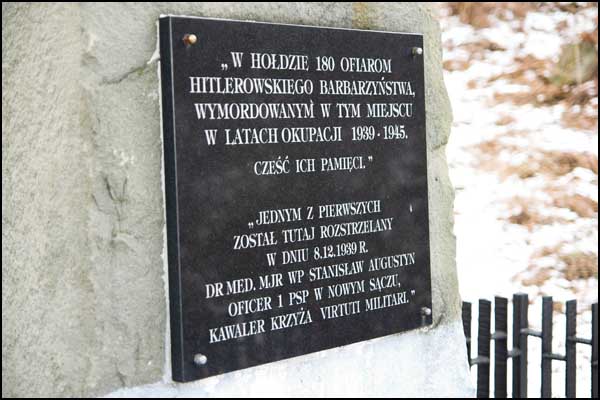 „W HOŁDZIE 180 OFIAROM
HITLEROWSKIEGO BARBARZYŃSTWA,
WYMORDOWANYM W TYM MIEJSCU
W LATACH OKUPACJI 1939-1945.
CZEŚĆ ICH PAMIĘCI."
„JEDNYM Z PIERWSZYCH
ZOSTAŁ TUTAJ ROZSTRZELANY
W DNIU 8.12.1939 R.
DR MED. MJR WP STANISŁAW AUGUSTYN
OFICER 1 PSP W NOWYM SĄCZU,
KAWALER KRZYŻA VIRTUTI MILITARI."